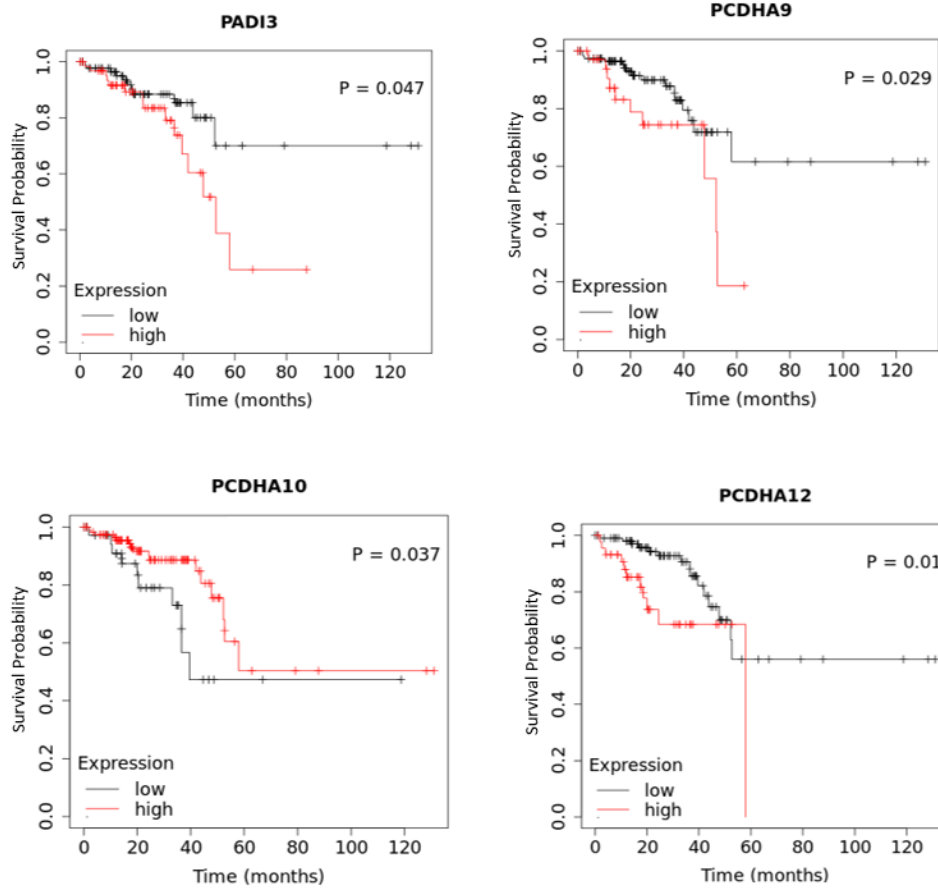 PADI3
P = 0.047
Survival Probability
0.0 0.2 0.4 0.6 0.8 1.0
Expression
low
high
0 20 40 60 80 100 120
Time (months)
PCDHA9
P = 0.029
Survival Probability
0.0 0.2 0.4 0.6 0.8 1.0
Expression
low
high
0 20 40 60 80 100 120
Time (months)
PCDHA10
P = 0.037
Survival Probability
0.0 0.2 0.4 0.6 0.8 1.0
Expression
low
high
0 20 40 60 80 100 120
Time (months)
PCDHA12
P = 0.01
Survival Probability
0.0 0.2 0.4 0.6 0.8 1.0
Expression
low
high
0 20 40 60 80 100 120
Time (months)